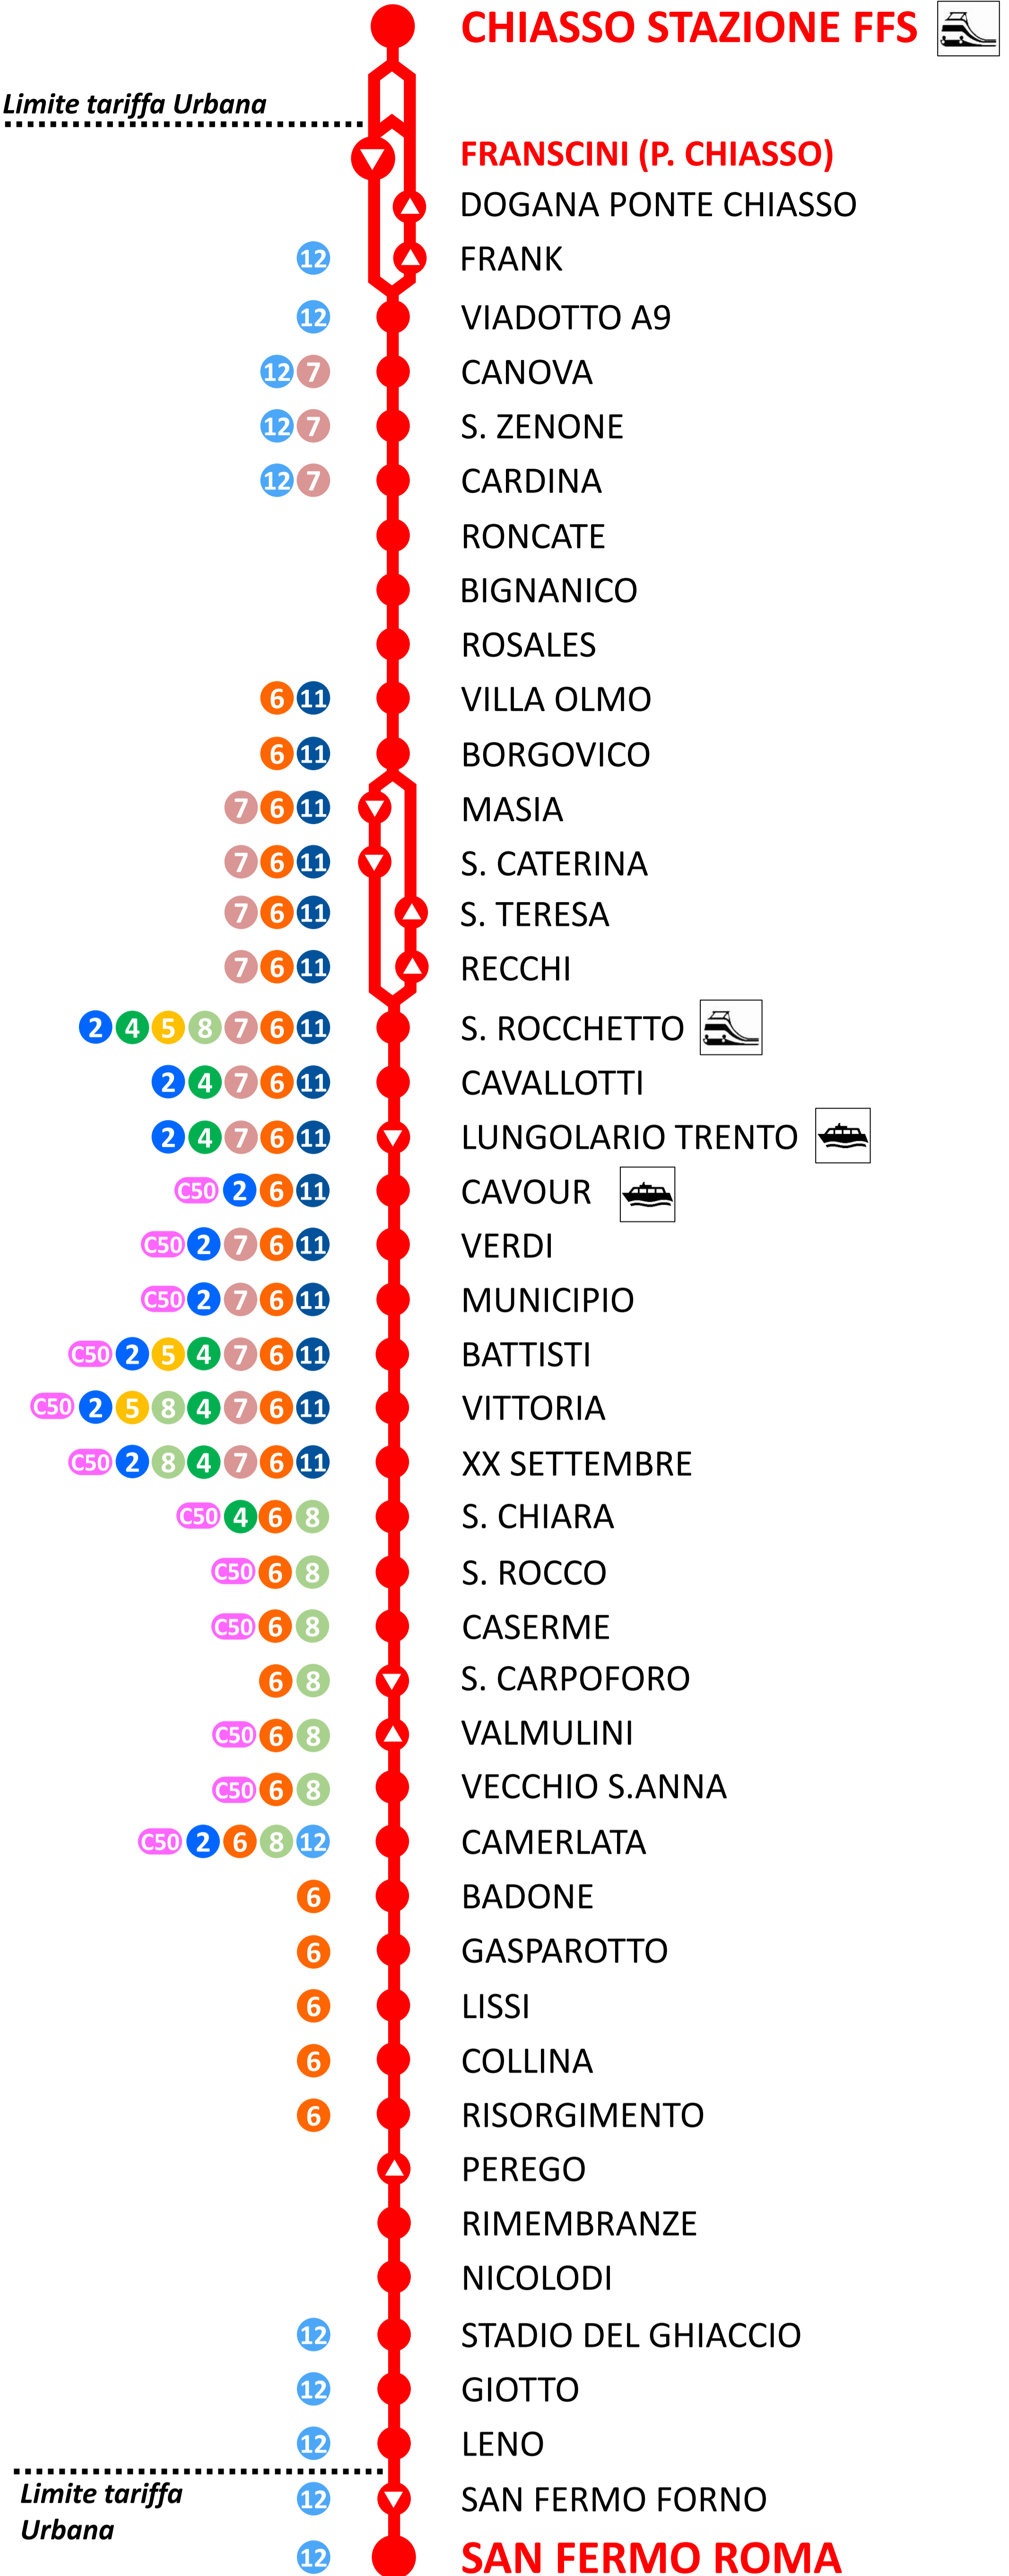 CHIASSO STAZIONE FFS
Limite tariffa Urbana
FRANSCINI (P. CHIASSO)
DOGANA PONTE CHIASSO
12 FRANK
12 VIADOTTO A9
12 7 CANOVA
12 7 S. ZENONE
12 7 CARDINA
RONCATE
BIGNANICO
ROSALES
6 11 VILLA OLMO
6 11 BORGOVICO
7 6 11 MASIA
7 6 11 S. CATERINA
7 6 11 S. TERESA
7 6 11 RECCHI
2 4 5 8 7 6 11 S. ROCCHETTO
2 4 7 6 11 CAVALLOTTI
2 4 7 6 11 LUNGOLARIO TRENTO
C50 2 6 11 CAVOUR
C50 2 7 6 11 VERDI
C50 2 7 6 11 MUNICIPIO
C50 2 5 4 7 6 11 BATTISTI
C50 2 5 8 4 7 6 11 VITTORIA
C50 2 8 4 7 6 11 XX SETTEMBRE
C50 4 6 8 S. CHIARA
C50 6 8 S. ROCCO
C50 6 8 CASERME
6 8 S. CARPOFORO
C50 6 8 VALMULINI
C50 6 8 VECCHIO S.ANNA
C50 2 6 8 12 CAMERLATA
6 BADONE
6 GASPAROTTO
6 LISSI
6 COLLINA
6 RISORGIMENTO
PEREGO
RIMEMBRANZE
NICOLODI
12 STADIO DEL GHIACCIO
12 GIOTTO
12 LENO
Limite tariffa
Urbana
12 SAN FERMO FORNO
12 SAN FERMO ROMA